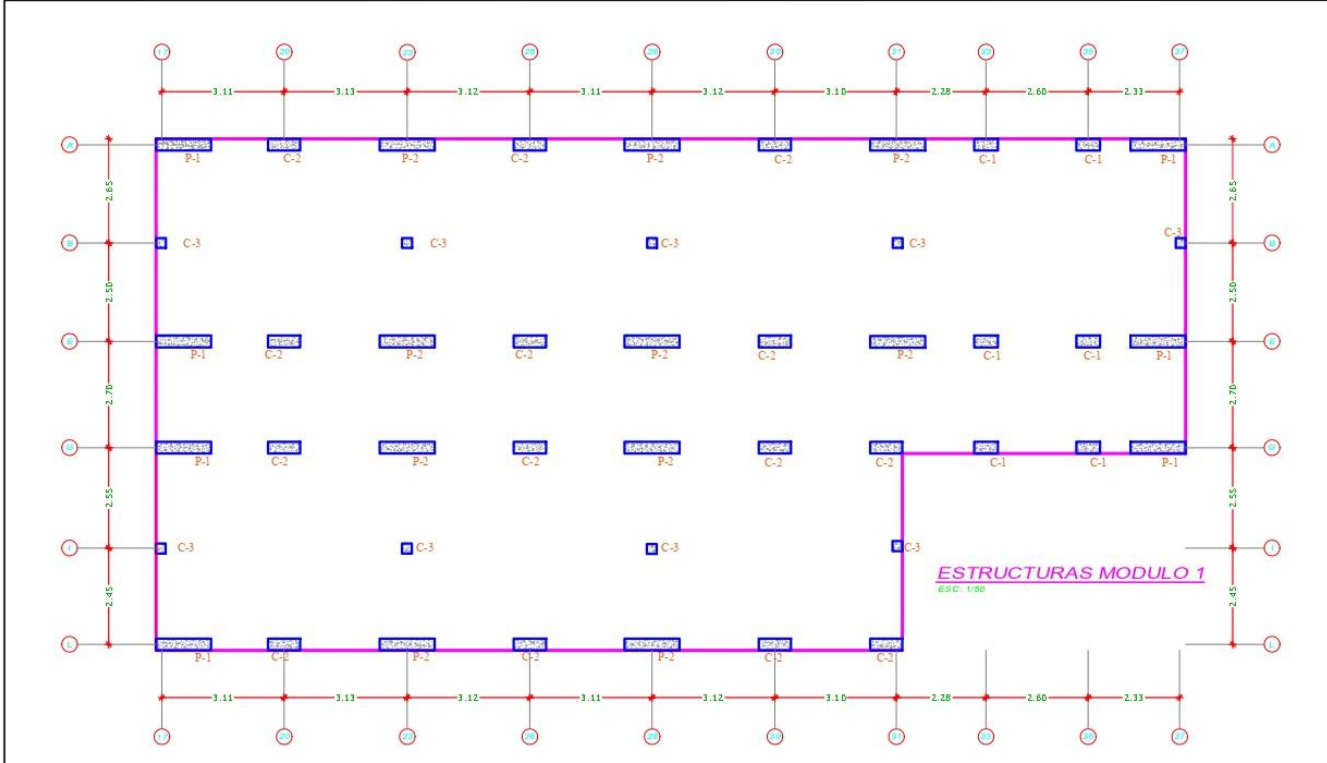 17 20 23 26 28 30 31 33 35 37
3.11 3.13 3.12 3.11 3.12 3.10 2.28 2.60 2.33
A A
P-1 C-2 P-2 C-2 P-2 C-2 P-2 C-1 C-1 P-1
2.65 2.65
B C-3 C-3 C-3 C-3 C-3 B
2.50 2.50
E E
P-1 C-2 P-2 C-2 P-2 C-2 P-2 C-1 C-1 P-1
2.70 2.70
G G
P-1 C-2 P-2 C-2 P-2 C-2 C-2 C-1 C-1 P-1
2.55 2.55
I C-3 C-3 C-3 C-3 I
ESTRUCTURAS MODULO 1
ESC: 1/50
2.45 2.45
L L
P-1 C-2 P-2 C-2 P-2 C-2 C-2
3.11 3.13 3.12 3.11 3.12 3.10 2.28 2.60 2.33
17 20 23 26 28 30 31 33 35 37